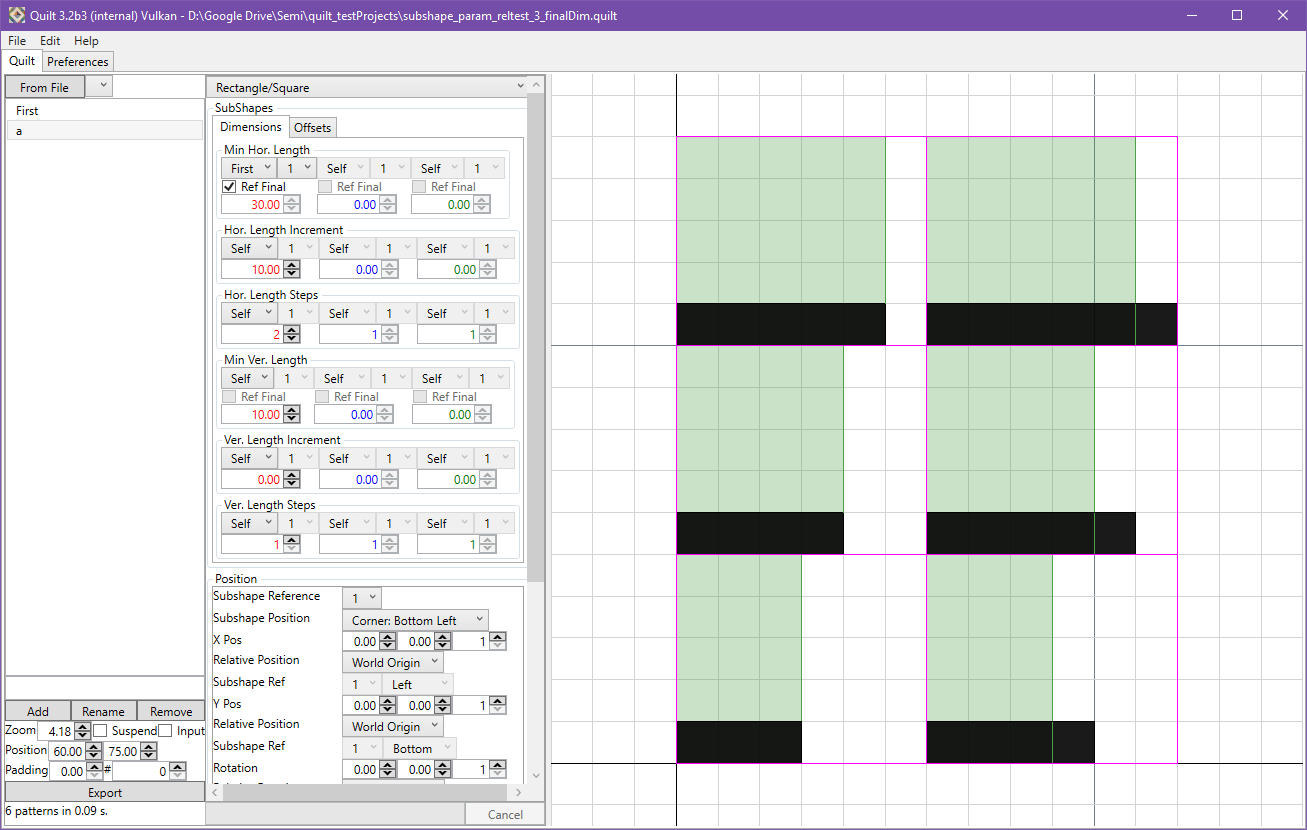 Quilt 3.2b3 (internal) Vulkan - D:\Google Drive\Semi\quilt_testProjects\subshape_param_reltest_3_finalDim.quilt
File Edit Help
Quilt Preferences
From File
First
a
Rectangle/Square
SubShapes
Dimensions Offsets
Min Hor. Length
First 1 Self 1 Self 1
Ref Final Ref Final Ref Final
30.00 0.00 0.00
Hor. Length Increment
Self 1 Self 1 Self 1
10.00 0.00 0.00
Hor. Length Steps
Self 1 Self 1 Self 1
2 1 1
Min Ver. Length
Self 1 Self 1 Self 1
Ref Final Ref Final Ref Final
10.00 0.00 0.00
Ver. Length Increment
Self 1 Self 1 Self 1
0.00 0.00 0.00
Ver. Length Steps
Self 1 Self 1 Self 1
1 1 1
Position
Subshape Reference 1
Subshape Position Corner: Bottom Left
X Pos 0.00 0.00 1
Relative Position World Origin
Subshape Ref 1 Left
Y Pos 0.00 0.00 1
Relative Position World Origin
Subshape Ref 1 Bottom
Rotation 0.00 0.00 1
Add Rename Remove
Zoom 4.18 Suspend Input
Position 60.00 75.00
Padding 0.00 # 0
Export
6 patterns in 0.09 s.
Cancel